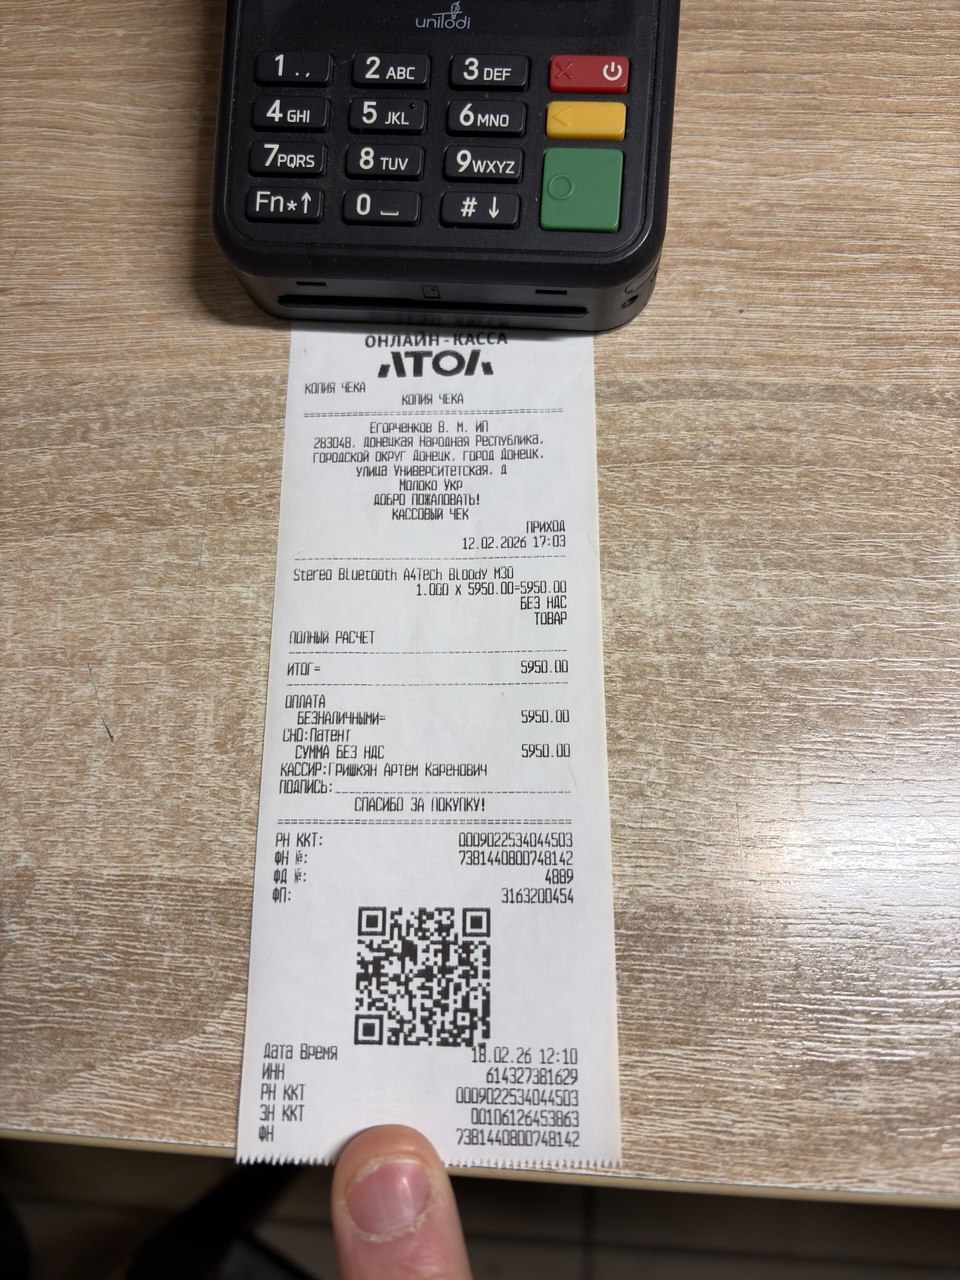 unitodi
1 . ,
2 ABC
3 DEF
4 GHI
5 JKL
6 MNO
7 PQRS
8 TUV
9 WXYZ
Fn*↑
0
# ↓
ОНЛАЙН-КАССА
АТОЛ
КОПИЯ ЧЕКА
КОПИЯ ЧЕКА
Егорченков В. М. ИП
283048, Донецкая Народная Республика,
городской округ Донецк, город Донецк,
улица Университетская, д
Молоко Укр
ДОБРО ПОЖАЛОВАТЬ!
КАССОВЫЙ ЧЕК
ПРИХОД
12.02.2026 17:03
Stereo Bluetooth A4Tech Bloody M30
1.000 X 5950.00=5950.00
БЕЗ НДС
ТОВАР
ПОЛНЫЙ РАСЧЕТ
ИТОГ= 5950.00
ОПЛАТА
БЕЗНАЛИЧНЫМИ= 5950.00
СНО:Патент
СУММА БЕЗ НДС 5950.00
КАССИР:Гришкян Артем Каренович
ПОДПИСЬ:
СПАСИБО ЗА ПОКУПКУ!
РН ККТ: 0009022534044503
ФН №: 7381440800748142
ФД №: 4889
ФП: 3163200454
Дата Время 18.02.26 12:10
ИНН 614327381629
РН ККТ 0009022534044503
ЗН ККТ 00106126453863
ФН 7381440800748142